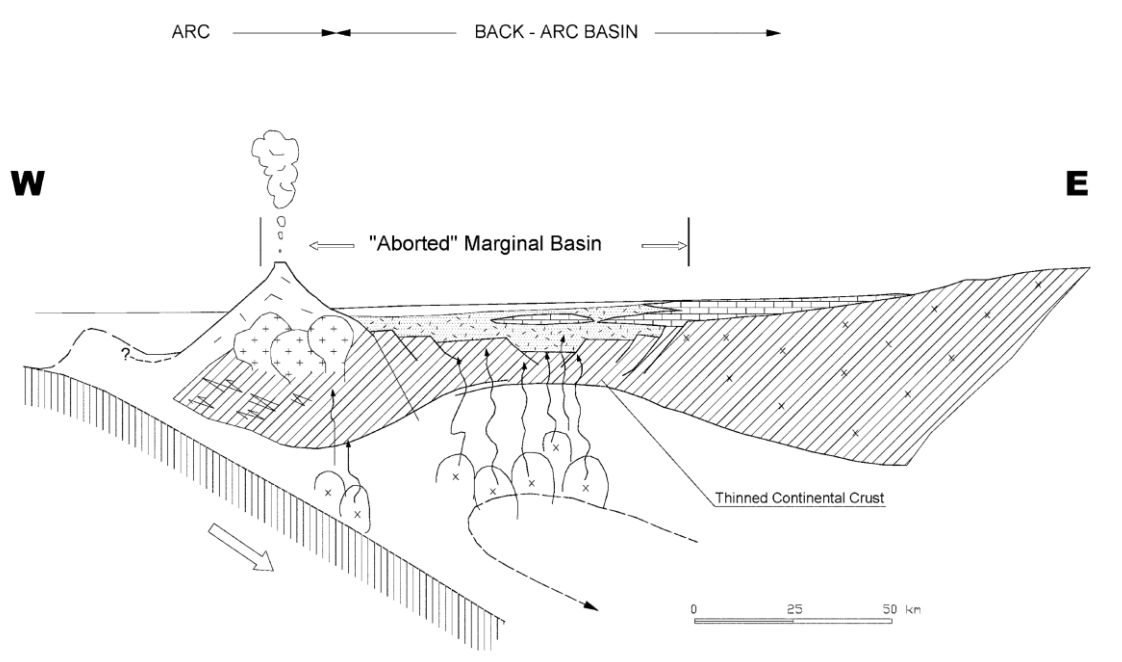 ARC
BACK - ARC BASIN
W
E
"Aborted" Marginal Basin
?
Thinned Continental Crust
0 25 50 km